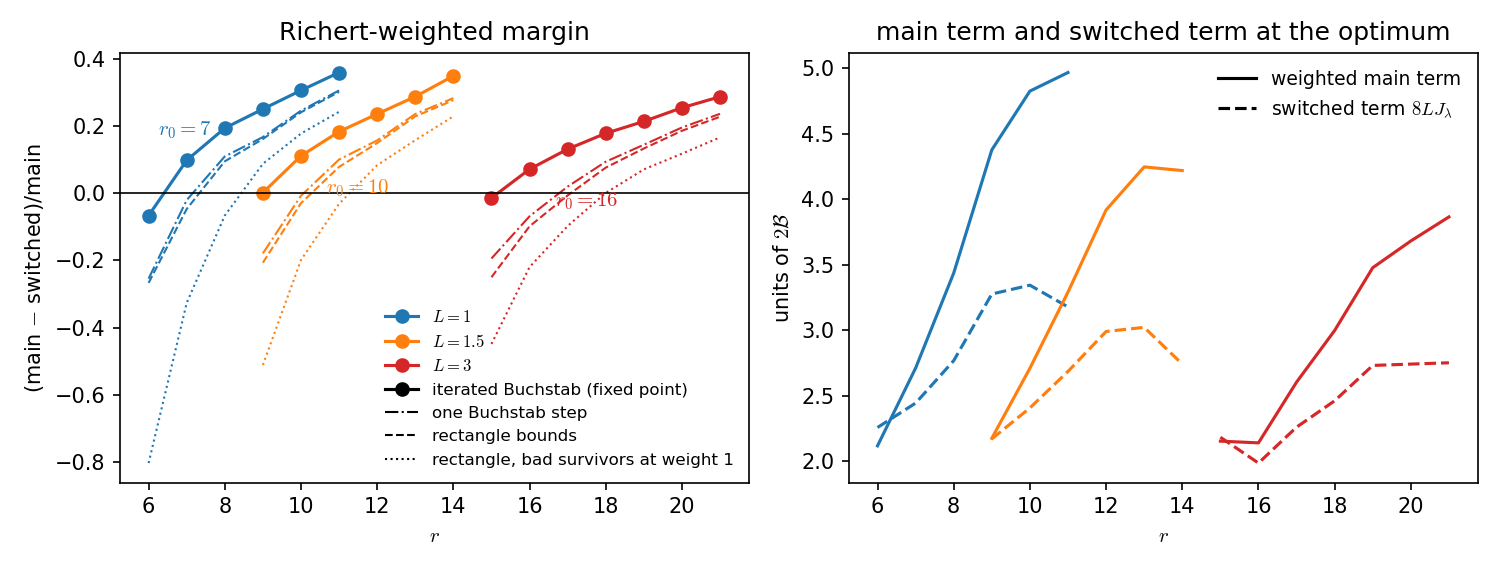 Richert-weighted margin
(main − switched)/main
0.4
0.2
0.0
−0.2
−0.4
−0.6
−0.8
r₀ = 7
r₀ = 10
r₀ = 16
L = 1
L = 1.5
L = 3
iterated Buchstab (fixed point)
one Buchstab step
rectangle bounds
rectangle, bad survivors at weight 1
6 8 10 12 14 16 18 20
r
main term and switched term at the optimum
units of 2ℬ
5.0
4.5
4.0
3.5
3.0
2.5
2.0
weighted main term
switched term 8LJ_λ
6 8 10 12 14 16 18 20
r